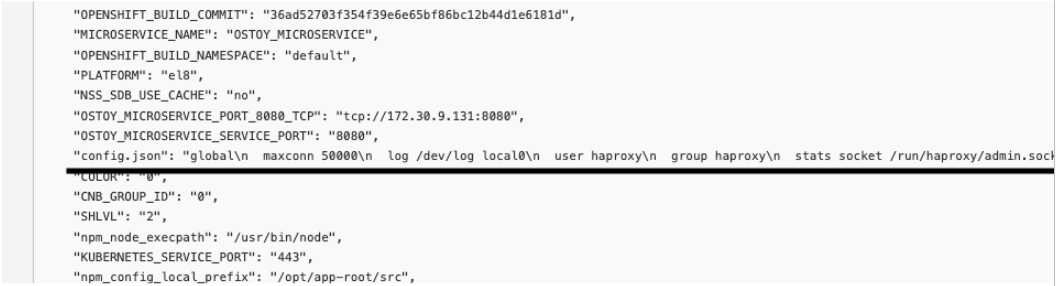 "OPENSHIFT_BUILD_COMMIT": "36ad52703f354f39e6e65bf86bc12b44d1e6181d",
"MICROSERVICE_NAME": "OSTOY_MICROSERVICE",
"OPENSHIFT_BUILD_NAMESPACE": "default",
"PLATFORM": "el8",
"NSS_SDB_USE_CACHE": "no",
"OSTOY_MICROSERVICE_PORT_8080_TCP": "tcp://172.30.9.131:8080",
"OSTOY_MICROSERVICE_SERVICE_PORT": "8080",
"config.json": "global\n  maxconn 50000\n  log /dev/log local0\n  user haproxy\n  group haproxy\n  stats socket /run/haproxy/admin.sock
"COLOR": "0",
"CNB_GROUP_ID": "0",
"SHLVL": "2",
"npm_node_execpath": "/usr/bin/node",
"KUBERNETES_SERVICE_PORT": "443",
"npm_config_local_prefix": "/opt/app-root/src",